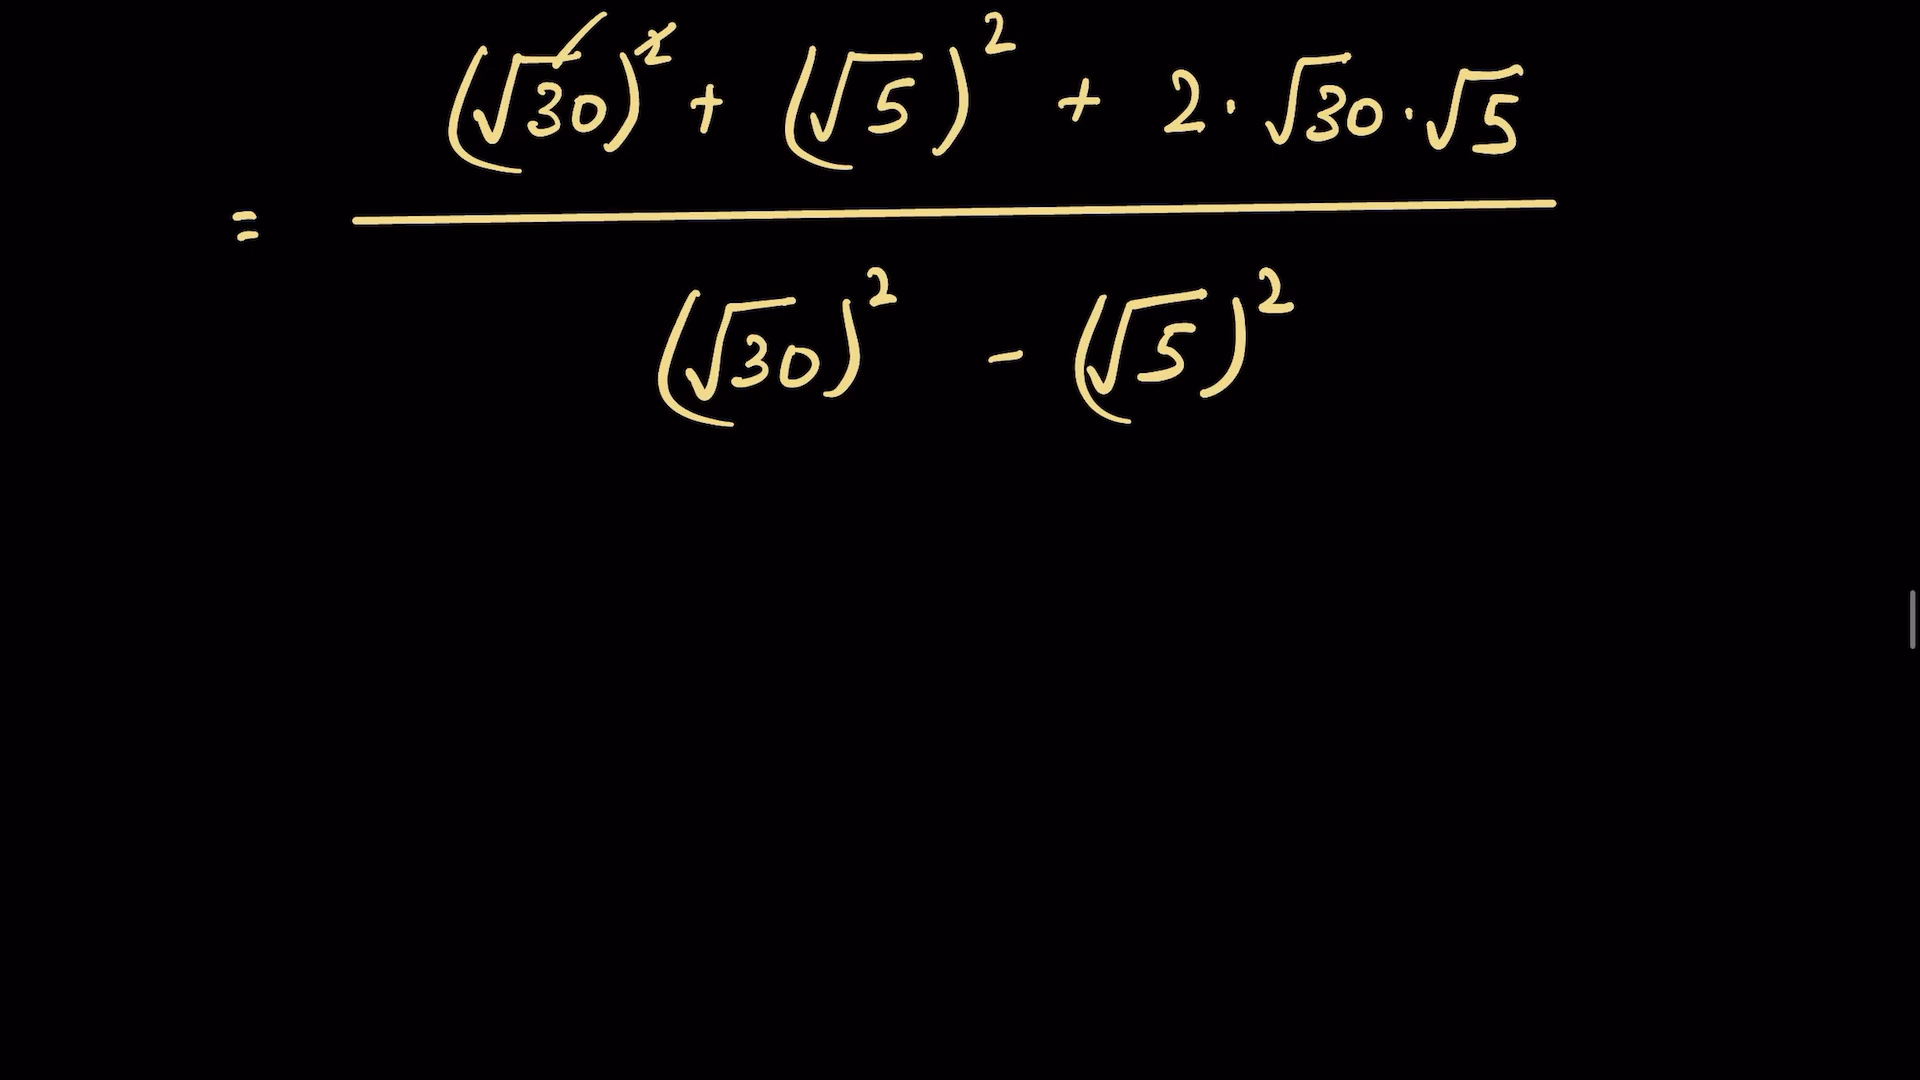 (√30)² + (√5)² + 2·√30·√5
=
(√30)² - (√5)²